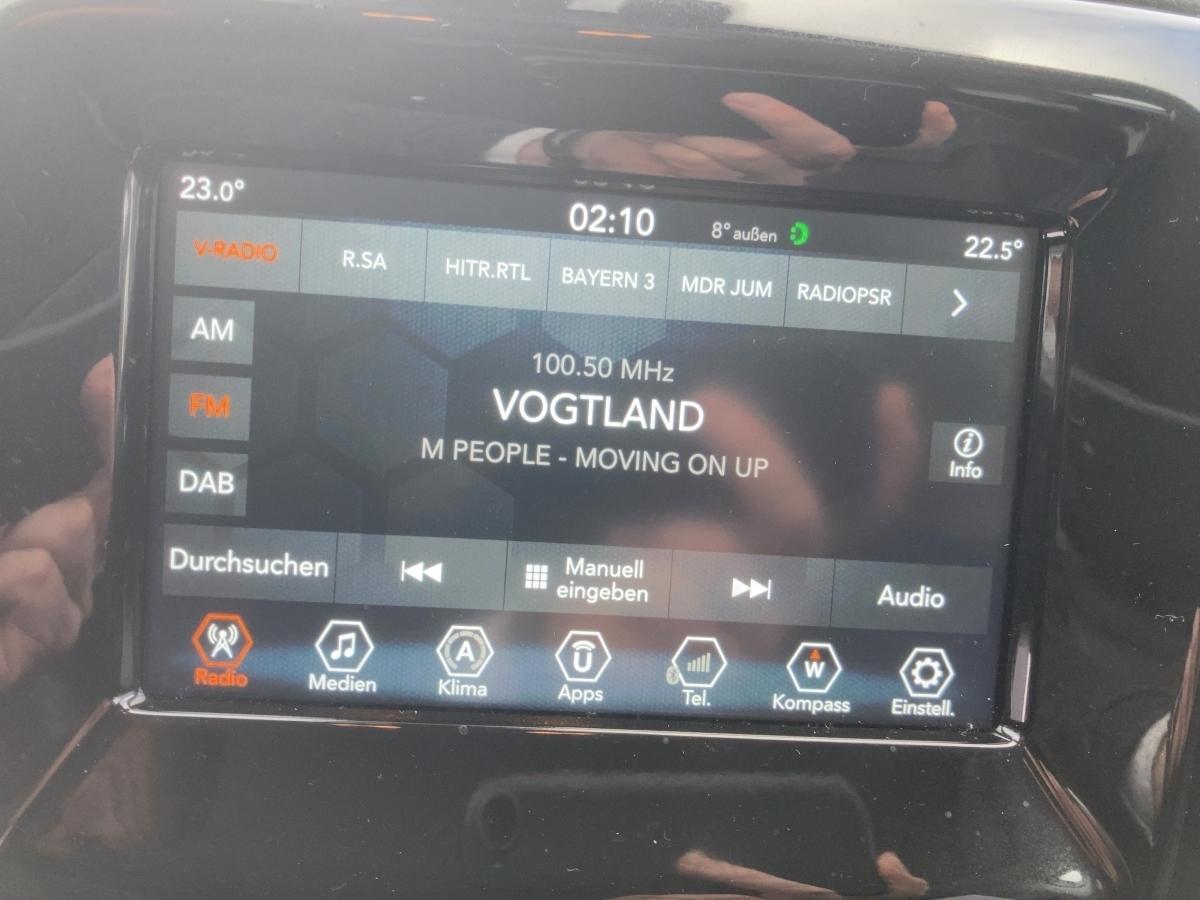 23.0°
02:10
8° außen
22.5°
V-RADIO
R.SA
HITR.RTL
BAYERN 3
MDR JUM
RADIOPSR
AM
FM
DAB
100.50 MHz
VOGTLAND
M PEOPLE - MOVING ON UP
i
Info
Durchsuchen
Manuell
eingeben
Audio
Radio
Medien
A
Klima
U
Apps
Tel.
W
Kompass
Einstell.